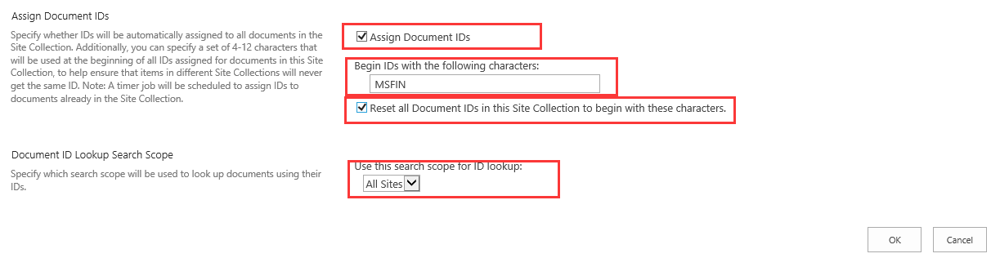 Assign Document IDs
Specify whether IDs will be automatically assigned to all documents in the
Site Collection. Additionally, you can specify a set of 4-12 characters that
will be used at the beginning of all IDs assigned for documents in this Site
Collection, to help ensure that items in different Site Collections will never
get the same ID. Note: A timer job will be scheduled to assign IDs to
documents already in the Site Collection.
Assign Document IDs
Begin IDs with the following characters:
MSFIN
Reset all Document IDs in this Site Collection to begin with these characters.
Document ID Lookup Search Scope
Specify which search scope will be used to look up documents using their
IDs.
Use this search scope for ID lookup:
All Sites
OK
Cancel